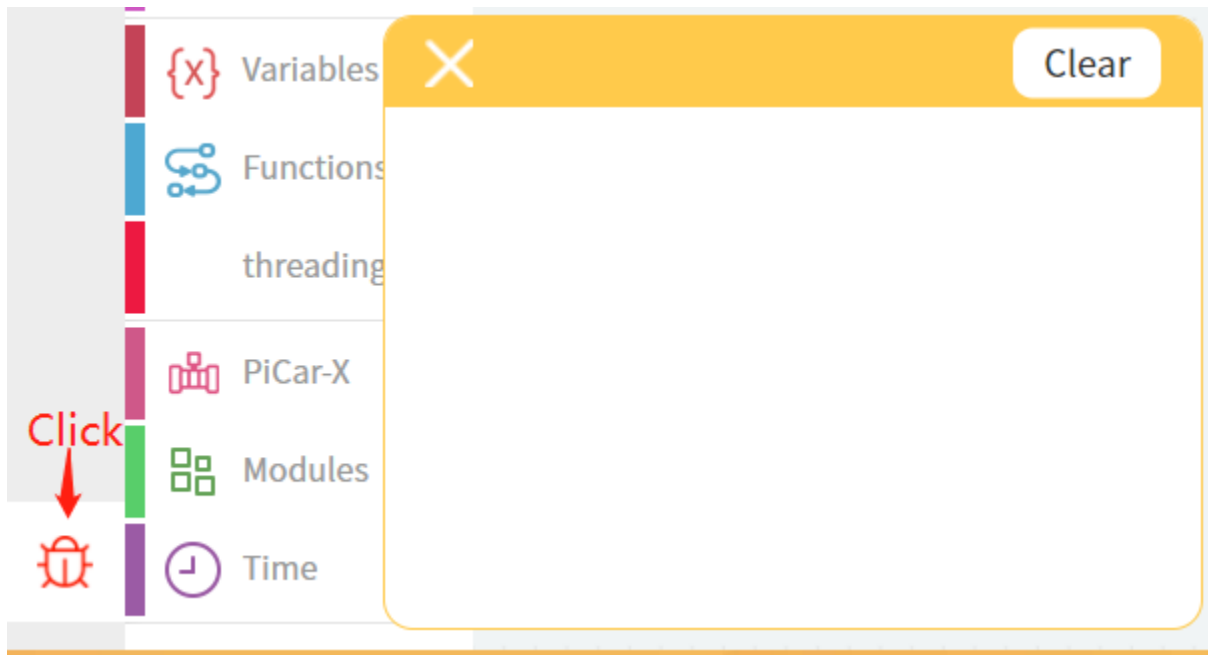 {x} Variables
Clear
Functions
threading
PiCar-X
Click
Modules
Time